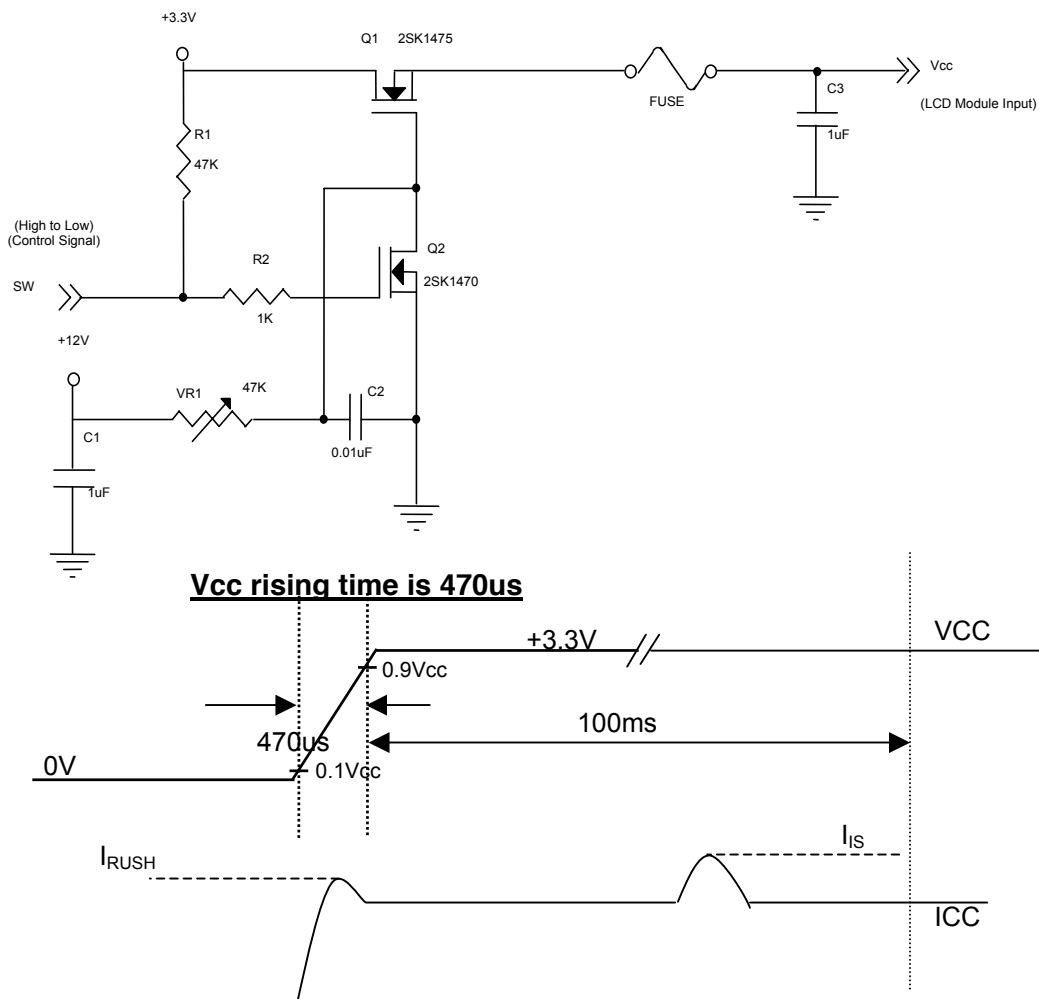 +3.3V
Q1 2SK1475
Vcc
FUSE
C3
(LCD Module Input)
R1
1uF
47K
(High to Low)
(Control Signal)
Q2
R2
SW
2SK1470
1K
+12V
VR1
47K
C2
C1
0.01uF
1uF
Vcc rising time is 470us
+3.3V
VCC
0.9Vcc
100ms
470us
0V
0.1Vcc
IRUSH
IIS
ICC